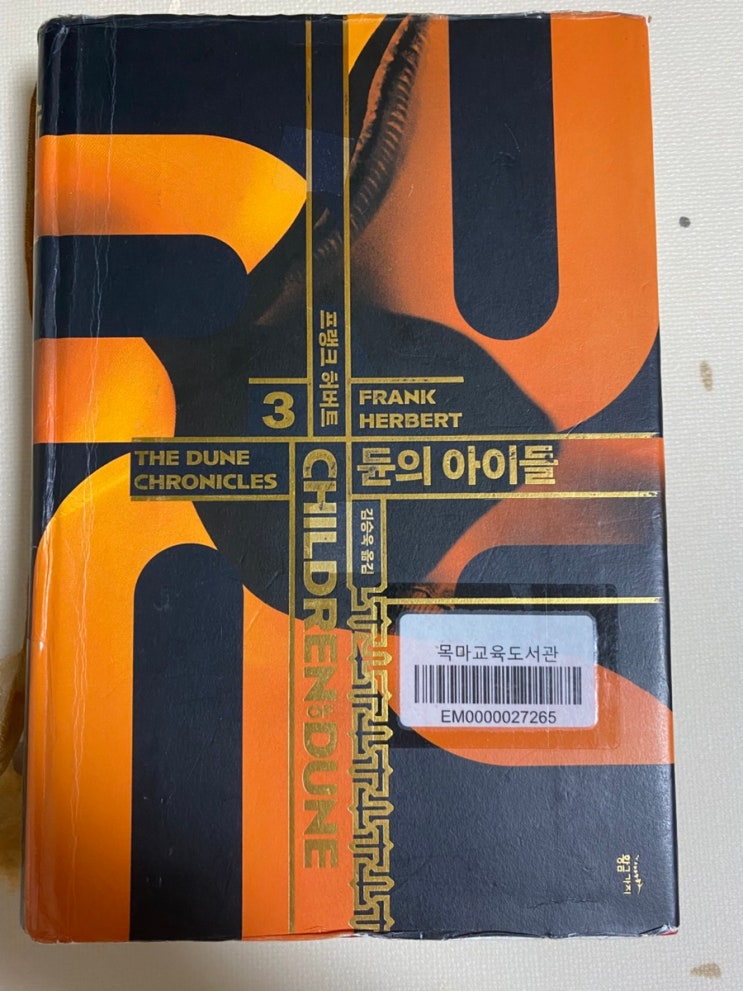 프랭크 허버트
3
FRANK
HERBERT
THE DUNE
CHRONICLES
듄의 아이들
CHILDREN OF DUNE
김승욱 옮김
목마교육도서관
EM0000027265
황금가지